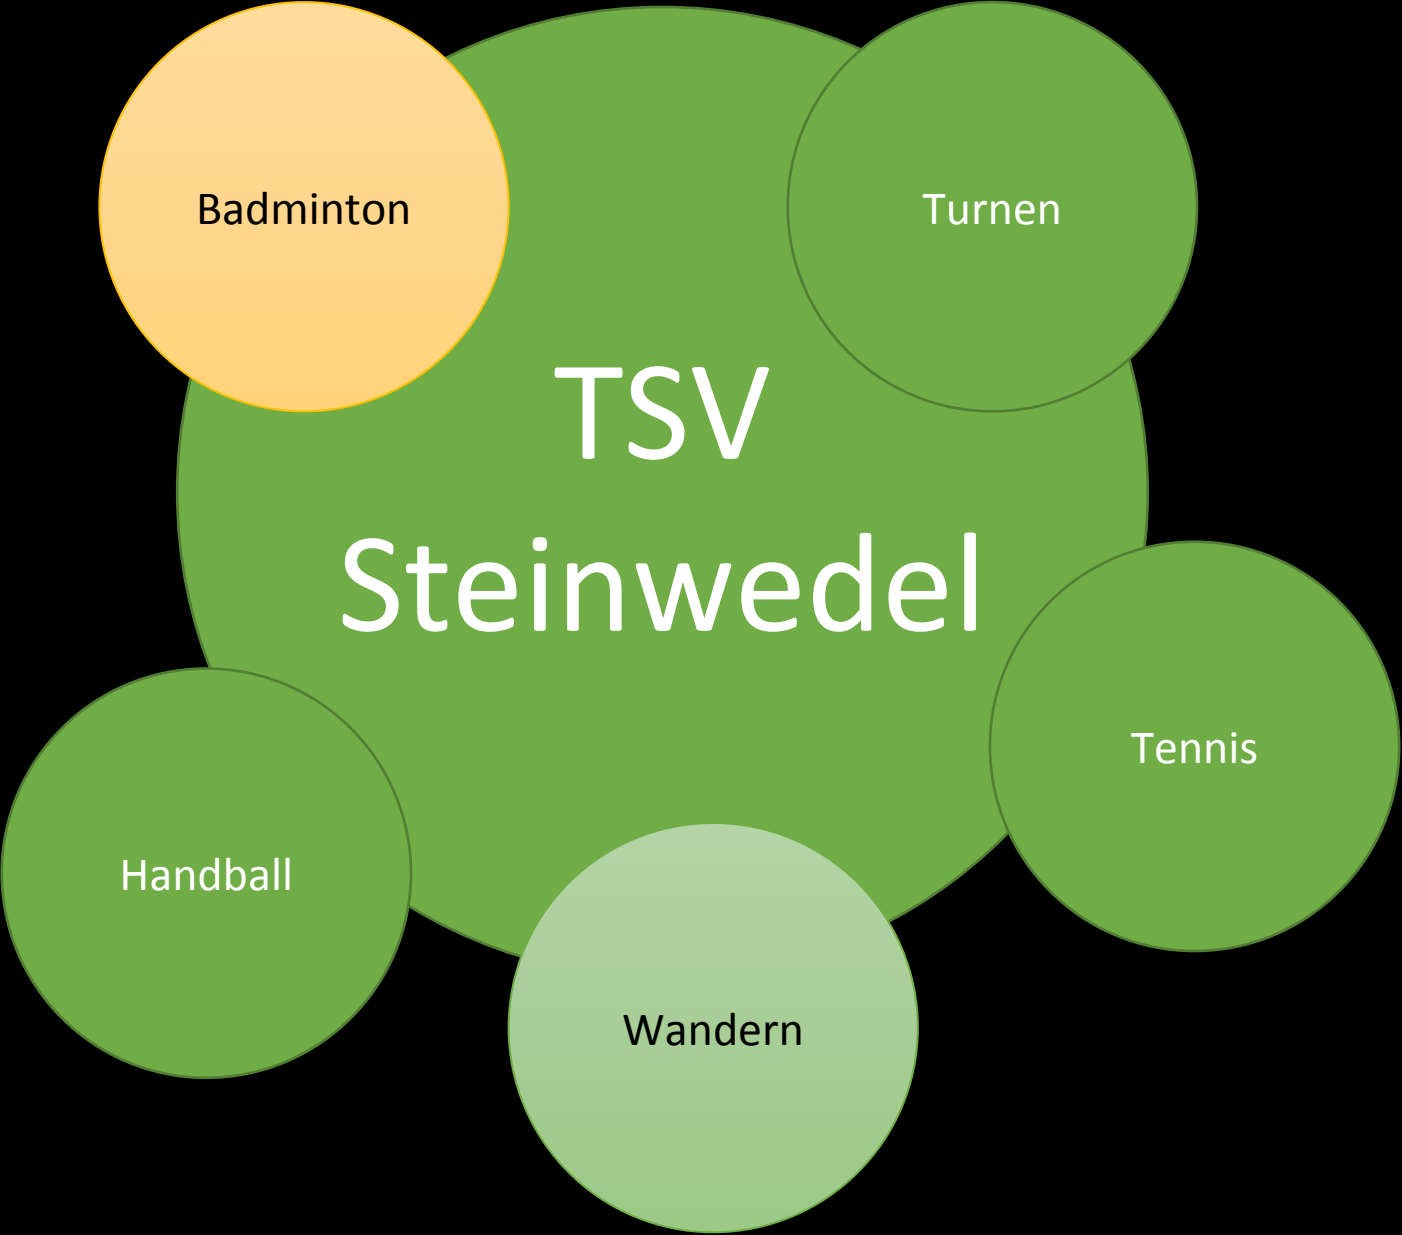 Badminton
Turnen
TSV
Steinwedel
Tennis
Handball
Wandern